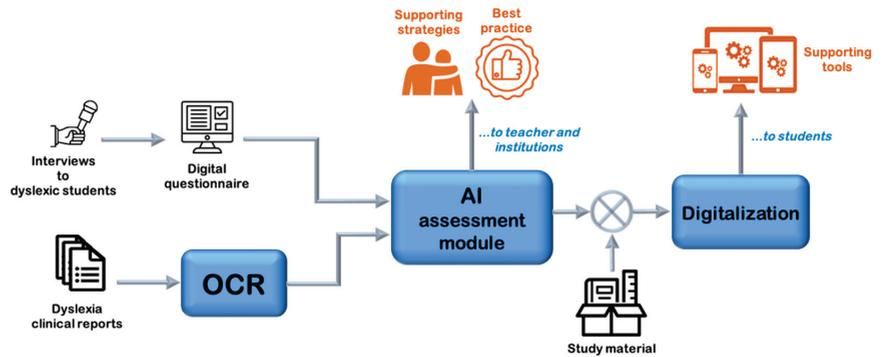 Supporting
strategies
Best
practice
Supporting
tools
...to teacher and
institutions
...to students
Interviews
to
dyslexic students
Digital
questionnaire
AI
assessment
module
Digitalization
OCR
Dyslexia
clinical reports
Study material